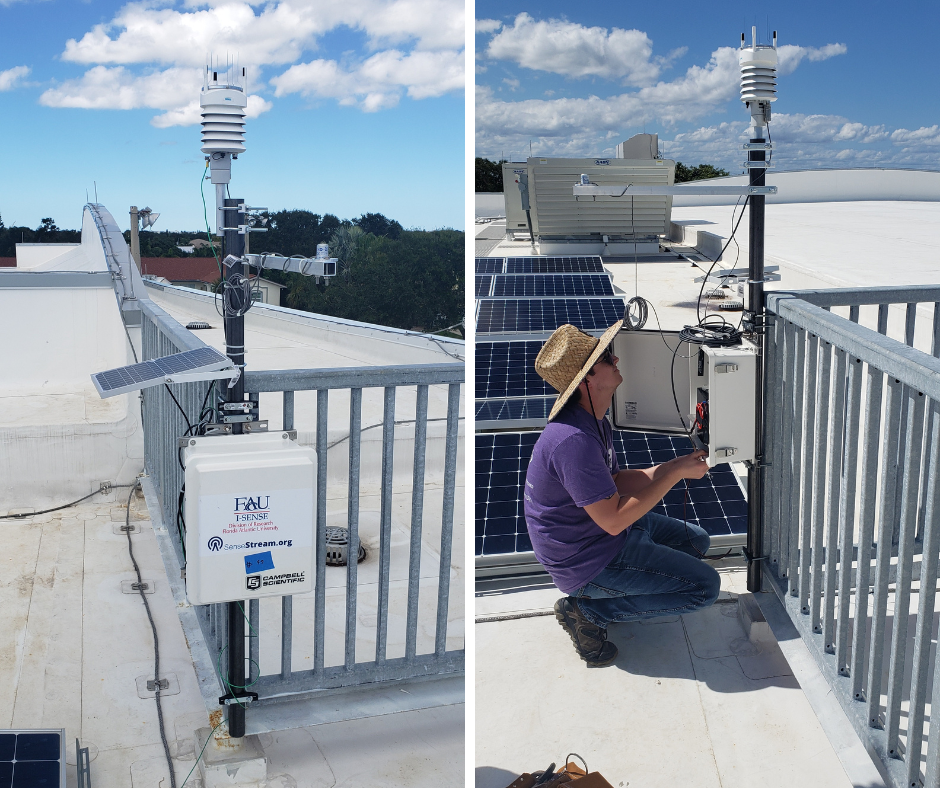 FAU
I-SENSE
Division of Research
Florida Atlantic University
SenseStream.org
CAMPBELL
SCIENTIFIC